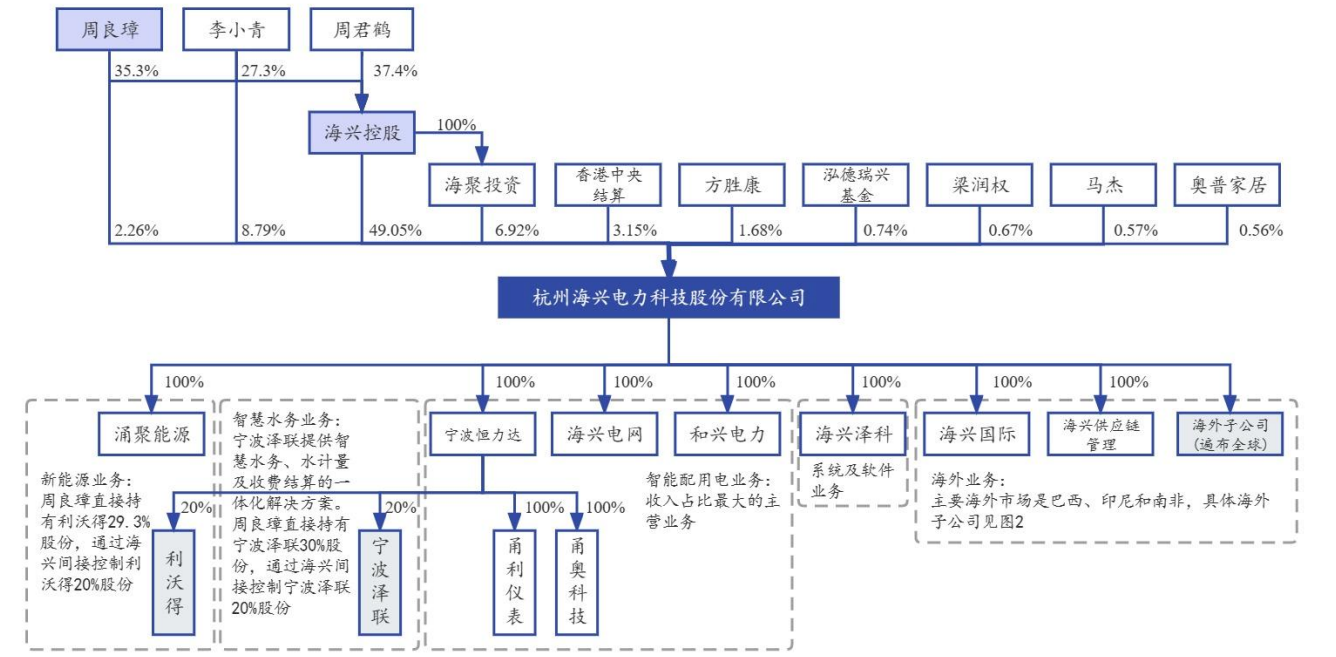 周良璋
李小青
周君鹤
35.3%
27.3%
37.4%
海兴控股
100%
海聚投资
香港中央
结算
方胜康
泓德瑞兴
基金
梁润权
马杰
奥普家居
2.26%
8.79%
49.05%
6.92%
3.15%
1.68%
0.74%
0.67%
0.57%
0.56%
杭州海兴电力科技股份有限公司
100%
100%
100%
100%
100%
100%
100%
100%
涌聚能源
新能源业务：
周良璋直接持
有利沃得29.3%
股份，通过海
兴间接控制利
沃得20%股份
20%
利沃得
智慧水务业务：
宁波泽联提供智
慧水务、水计量
及收费结算的一
体化解决方案。
周良璋直接持有
宁波泽联30%股
份，通过海兴间
接控制宁波泽联
20%股份
20%
宁波泽联
宁波恒力达
海兴电网
和兴电力
100%
100%
甬利仪表
甬奥科技
智能配用电业务：
收入占比最大的主
营业务
海兴泽科
系统及软件
业务
海兴国际
海兴供应链
管理
海外子公司
(遍布全球)
海外业务：
主要海外市场是巴西、印尼和南非，具体海外
子公司见图2